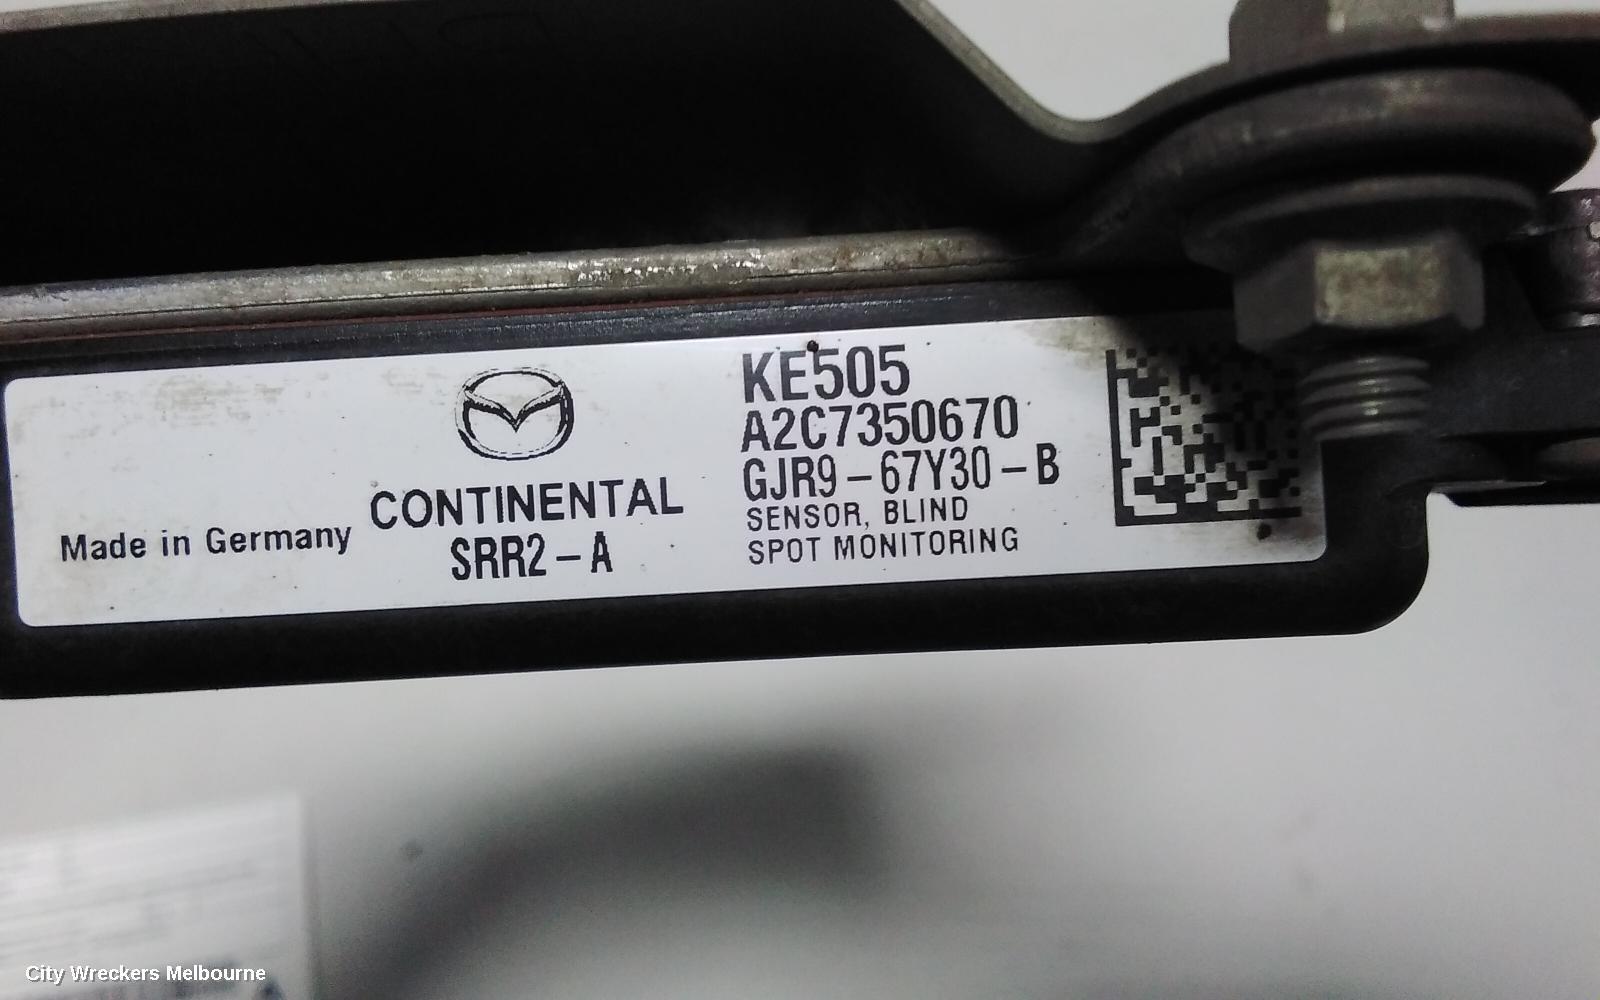 KE505
A2C7350670
GJR9-67Y30-B
SENSOR, BLIND
SPOT MONITORING
CONTINENTAL
SRR2-A
Made in Germany
City Wreckers Melbourne